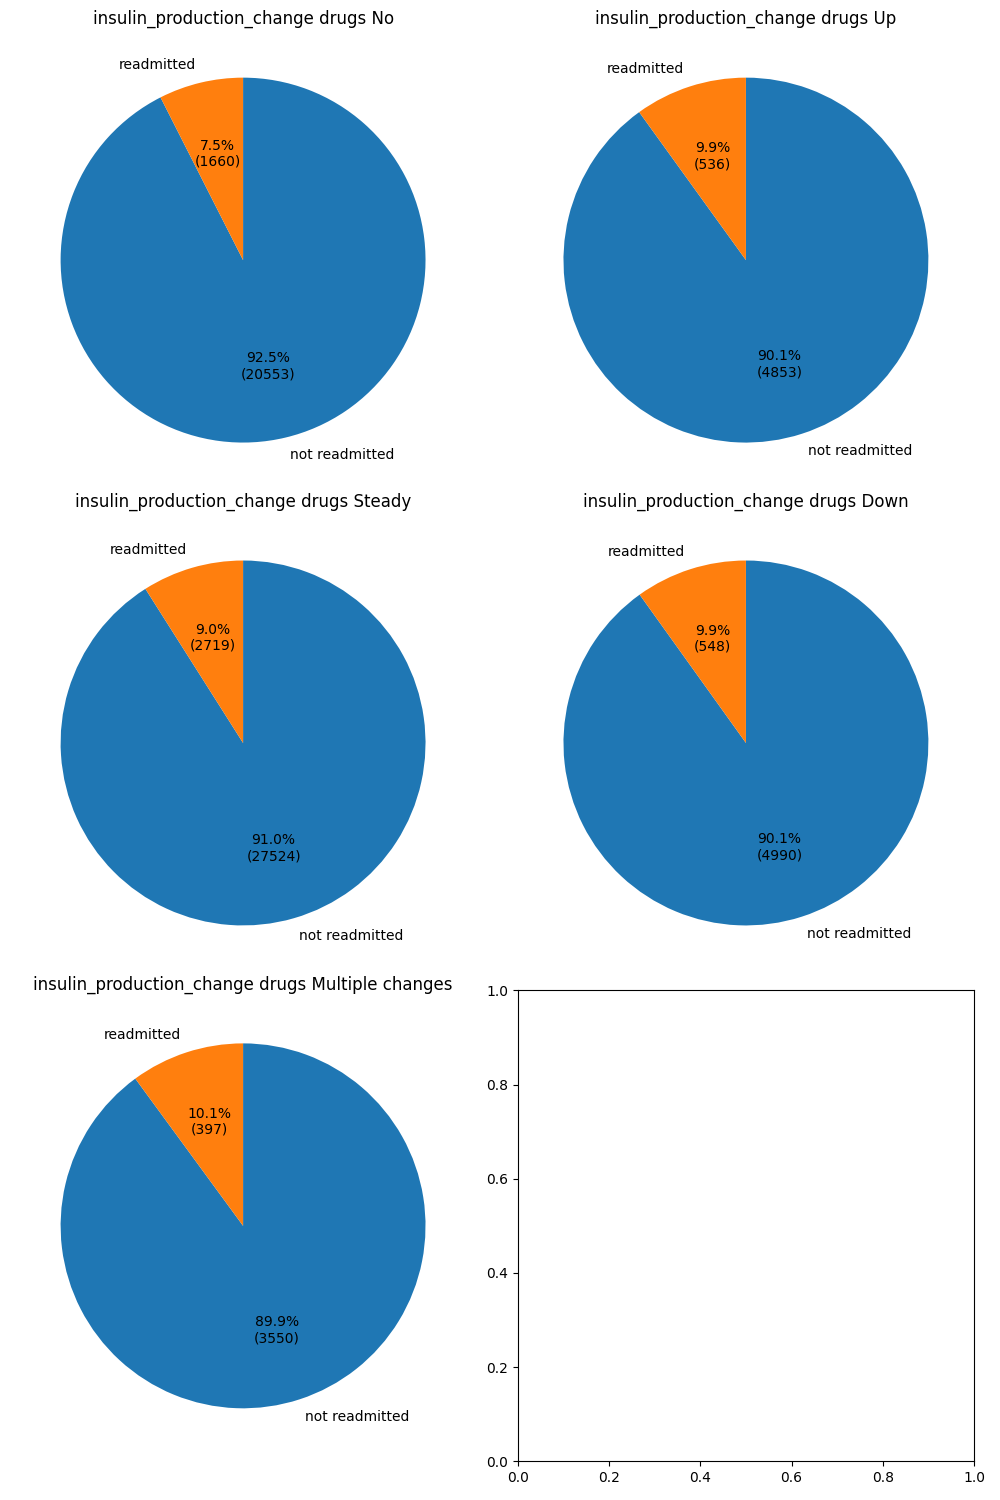 insulin_production_change drugs No
readmitted
7.5%
(1660)
92.5%
(20553)
not readmitted
insulin_production_change drugs Up
readmitted
9.9%
(536)
90.1%
(4853)
not readmitted
insulin_production_change drugs Steady
readmitted
9.0%
(2719)
91.0%
(27524)
not readmitted
insulin_production_change drugs Down
readmitted
9.9%
(548)
90.1%
(4990)
not readmitted
insulin_production_change drugs Multiple changes
readmitted
10.1%
(397)
89.9%
(3550)
not readmitted
1.0
0.8
0.6
0.4
0.2
0.0
0.0 0.2 0.4 0.6 0.8 1.0